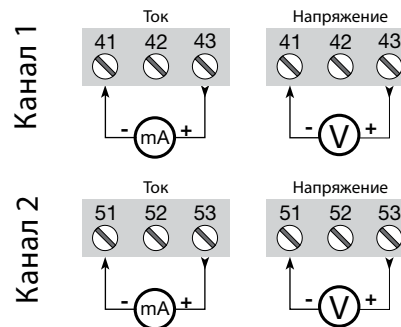 Канал 1
Ток
41 42 43
- mA +
Напряжение
41 42 43
- V +
Канал 2
Ток
51 52 53
- mA +
Напряжение
51 52 53
- V +